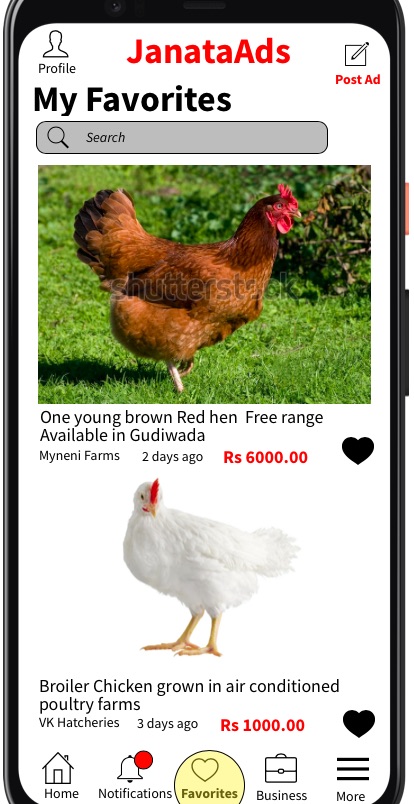 JanataAds
Profile
Post Ad
My Favorites
Search
shutterstock
One young brown Red hen Free range
Available in Gudiwada
Myneni Farms 2 days ago Rs 6000.00
Broiler Chicken grown in air conditioned
poultry farms
VK Hatcheries 3 days ago Rs 1000.00
Home Notifications Favorites Business More